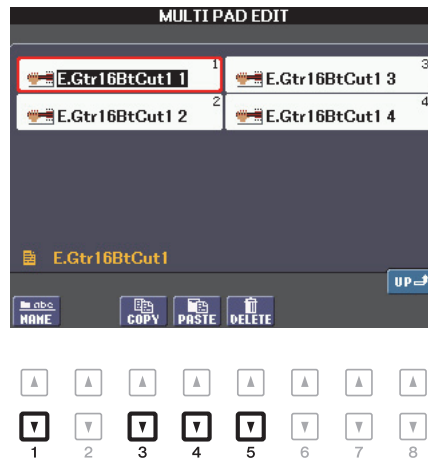 MULTI PAD EDIT
1
E.Gtr16BtCut1 1
3
E.Gtr16BtCut1 3
2
E.Gtr16BtCut1 2
4
E.Gtr16BtCut1 4
E.Gtr16BtCut1
UP
abc
NAME COPY PASTE DELETE
1 2 3 4 5 6 7 8